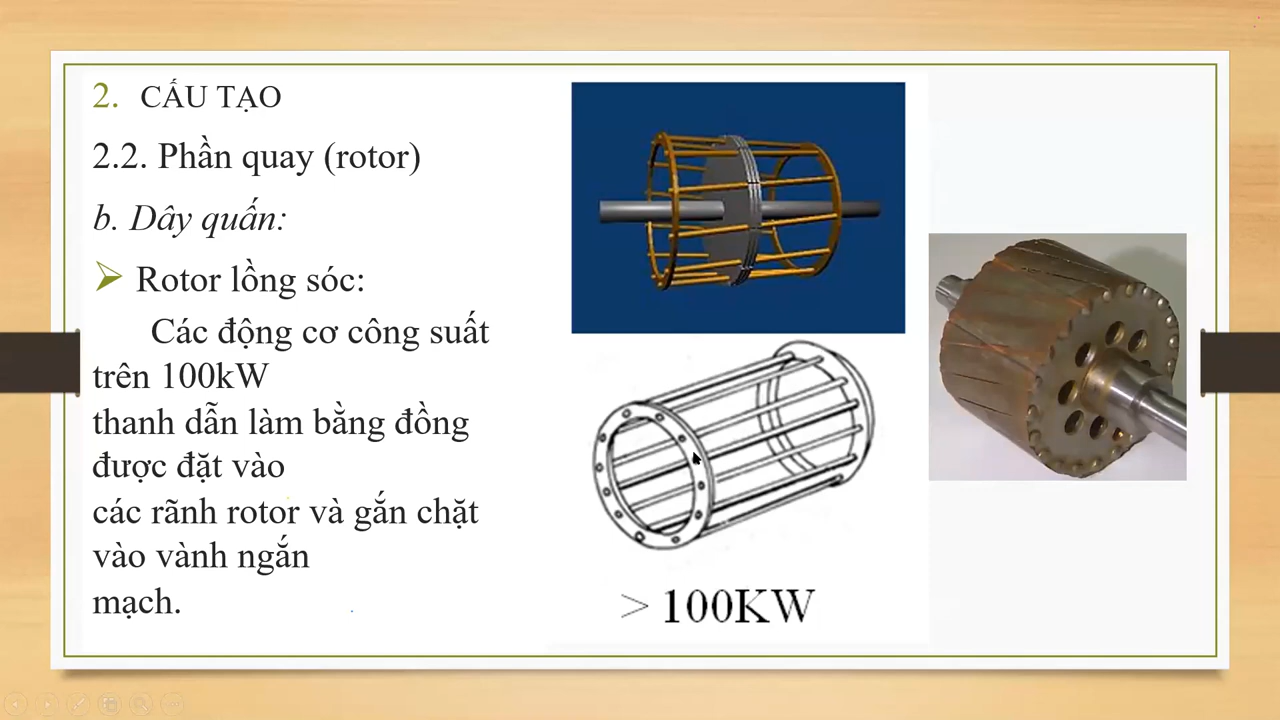 2. CẤU TẠO
2.2. Phần quay (rotor)
b. Dây quấn:
Rotor lồng sóc:
Các động cơ công suất
trên 100kW
thanh dẫn làm bằng đồng
được đặt vào
các rãnh rotor và gắn chặt
vào vành ngắn
mạch.
> 100KW